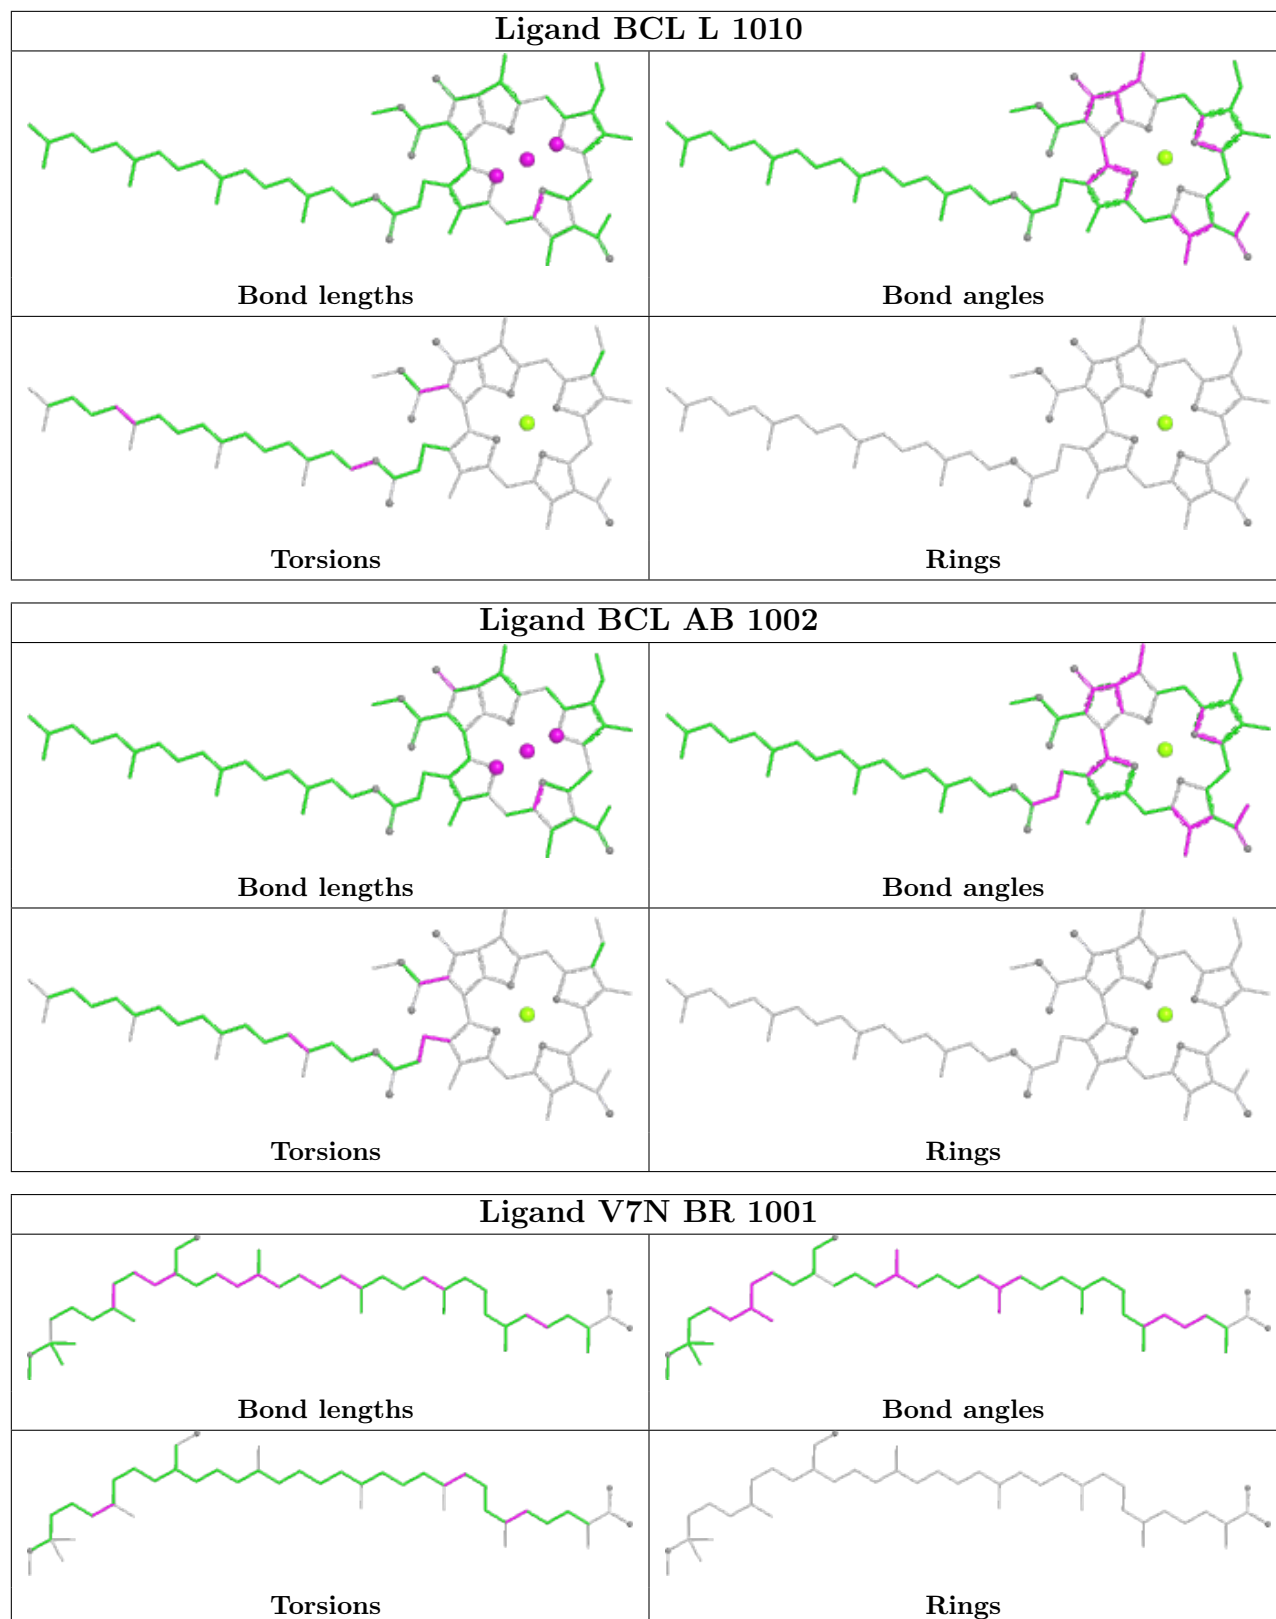 Ligand BCL L 1010
Bond lengths
Bond angles
Torsions
Rings
Ligand BCL AB 1002
Bond lengths
Bond angles
Torsions
Rings
Ligand V7N BR 1001
Bond lengths
Bond angles
Torsions
Rings